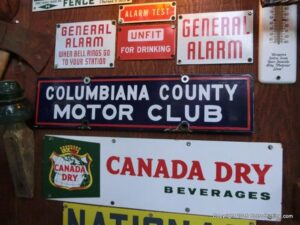 FENCE
ALARM TEST
GENERAL
ALARM
WHEN BELL RINGS GO
TO YOUR STATION
UNFIT
FOR DRINKING
GENERAL
ALARM
COLUMBIANA COUNTY
MOTOR CLUB
CANADA DRY
BEVERAGES
CANADA
DRY
NATIONAL